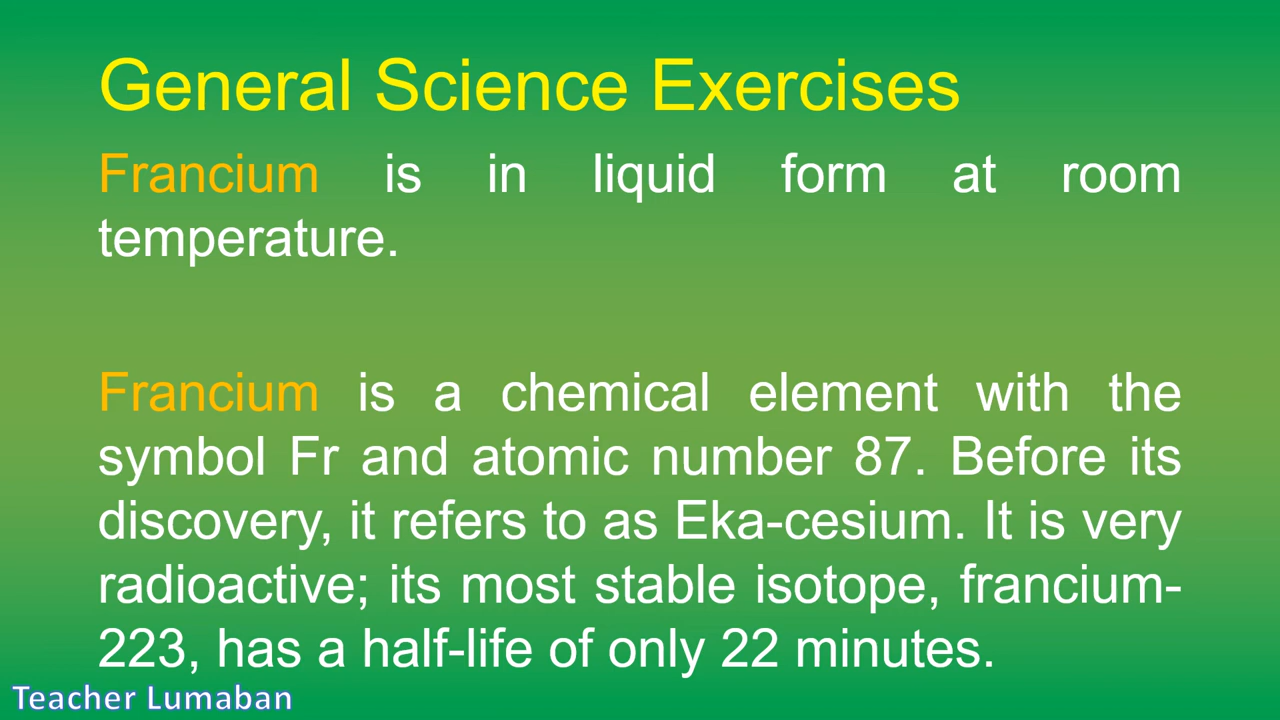 General Science Exercises
Francium is in liquid form at room
temperature.
Francium is a chemical element with the
symbol Fr and atomic number 87. Before its
discovery, it refers to as Eka-cesium. It is very
radioactive; its most stable isotope, francium-
223, has a half-life of only 22 minutes.
Teacher Lumaban